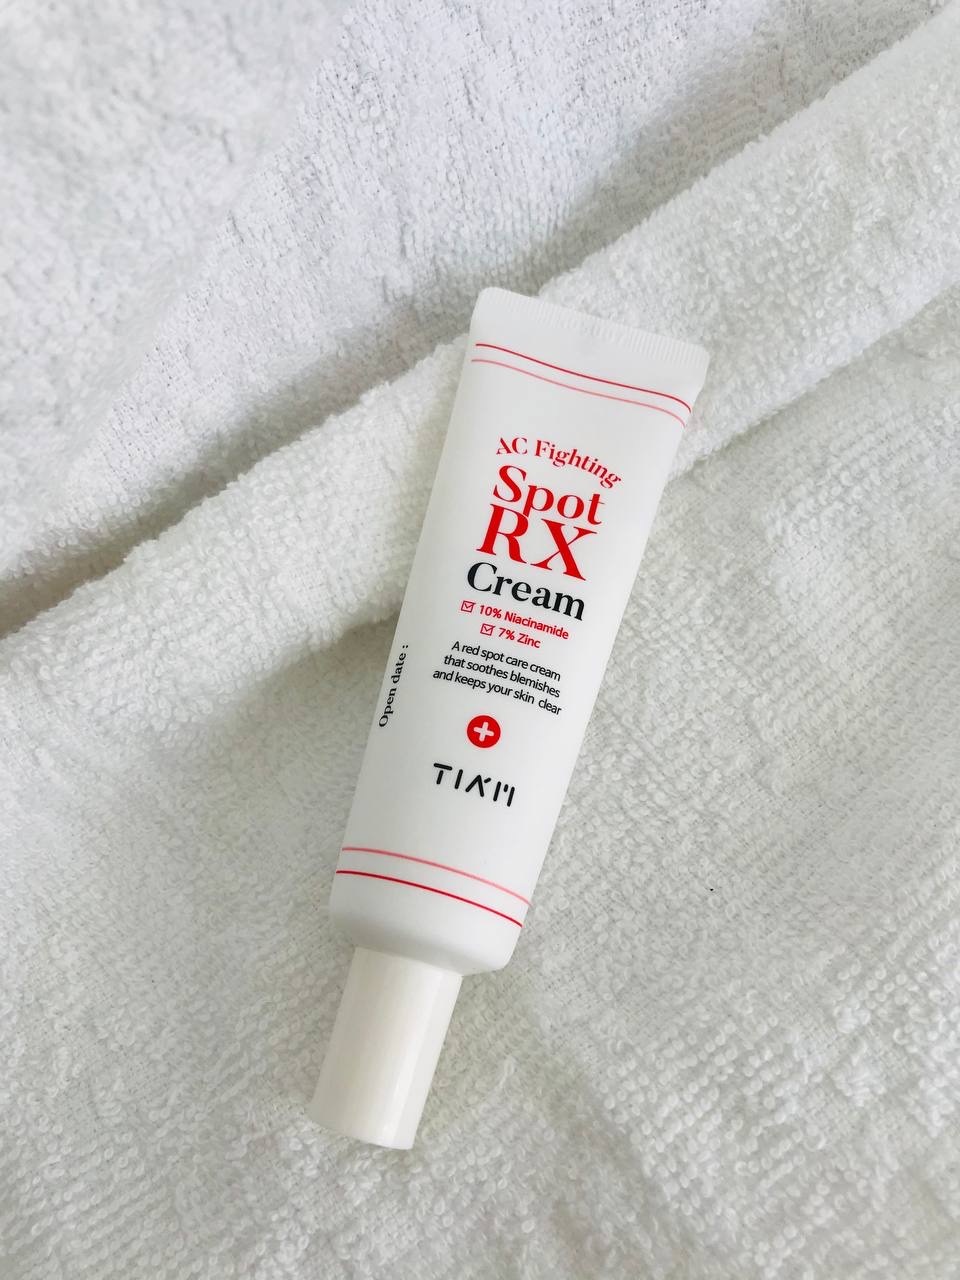 AC Fighting
Spot
RX
Cream
10% Niacinamide
7% Zinc
A red spot care cream
that soothes blemishes
and keeps your skin clear
Open date :
TIA'M